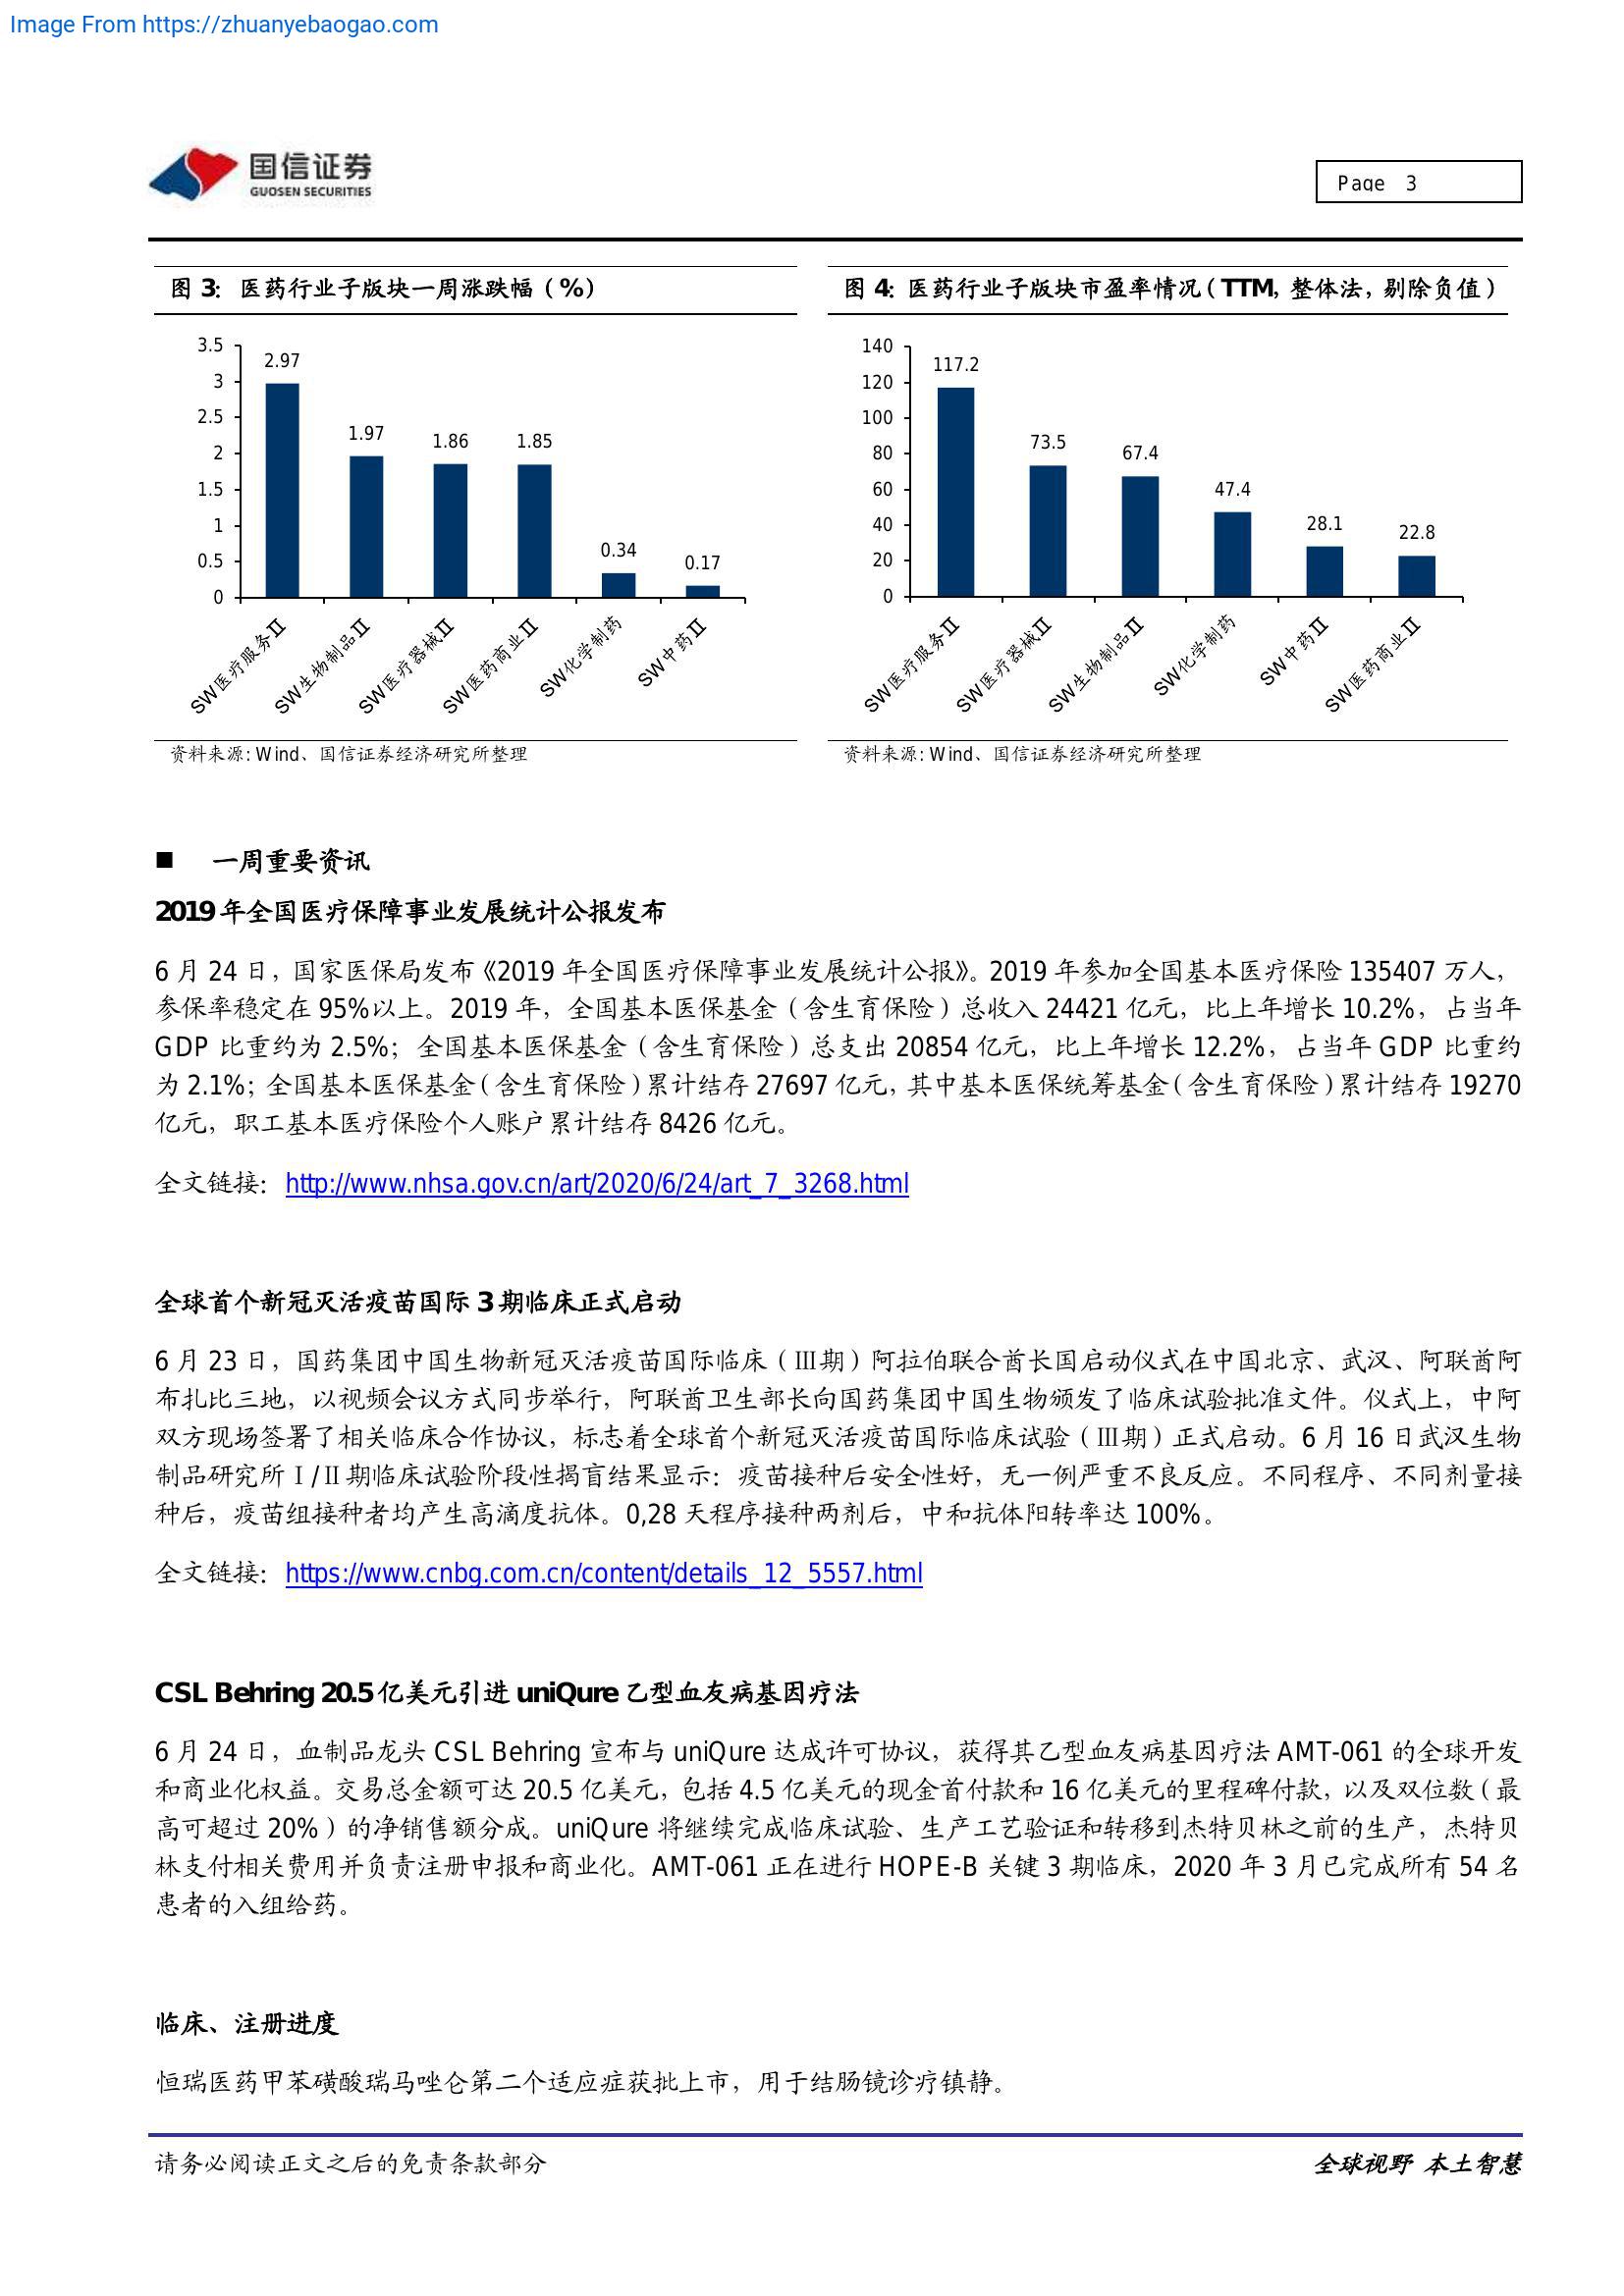 Image From https://zhuanyebaogao.com
国信证券
GUOSEN SECURITIES
Page 3
图 3: 医药行业子版块一周涨跌幅（%）
3.5
3
2.5
2
1.5
1
0.5
0
2.97
1.97
1.86
1.85
0.34
0.17
SW医疗服务Ⅱ
SW生物制品Ⅱ
SW医疗器械Ⅱ
SW医药商业Ⅱ
SW化学制药
SW中药Ⅱ
资料来源: Wind、国信证券经济研究所整理
图 4: 医药行业子版块市盈率情况（TTM, 整体法, 剔除负值）
140
120
100
80
60
40
20
0
117.2
73.5
67.4
47.4
28.1
22.8
SW医疗服务Ⅱ
SW医疗器械Ⅱ
SW生物制品Ⅱ
SW化学制药
SW中药Ⅱ
SW医药商业Ⅱ
资料来源: Wind、国信证券经济研究所整理
■ 一周重要资讯
2019 年全国医疗保障事业发展统计公报发布
6 月 24 日，国家医保局发布《2019 年全国医疗保障事业发展统计公报》。2019 年参加全国基本医疗保险 135407 万人，
参保率稳定在 95%以上。2019 年，全国基本医保基金（含生育保险）总收入 24421 亿元，比上年增长 10.2%，占当年
GDP 比重约为 2.5%；全国基本医保基金（含生育保险）总支出 20854 亿元，比上年增长 12.2%，占当年 GDP 比重约
为 2.1%；全国基本医保基金（含生育保险）累计结存 27697 亿元，其中基本医保统筹基金（含生育保险）累计结存 19270
亿元，职工基本医疗保险个人账户累计结存 8426 亿元。
全文链接：http://www.nhsa.gov.cn/art/2020/6/24/art_7_3268.html
全球首个新冠灭活疫苗国际 3 期临床正式启动
6 月 23 日，国药集团中国生物新冠灭活疫苗国际临床（Ⅲ期）阿拉伯联合酋长国启动仪式在中国北京、武汉、阿联酋阿
布扎比三地，以视频会议方式同步举行，阿联酋卫生部长向国药集团中国生物颁发了临床试验批准文件。仪式上，中阿
双方现场签署了相关临床合作协议，标志着全球首个新冠灭活疫苗国际临床试验（Ⅲ期）正式启动。6 月 16 日武汉生物
制品研究所Ⅰ/Ⅱ期临床试验阶段性揭盲结果显示：疫苗接种后安全性好，无一例严重不良反应。不同程序、不同剂量接
种后，疫苗组接种者均产生高滴度抗体。0,28 天程序接种两剂后，中和抗体阳转率达 100%。
全文链接：https://www.cnbg.com.cn/content/details_12_5557.html
CSL Behring 20.5 亿美元引进 uniQure 乙型血友病基因疗法
6 月 24 日，血制品龙头 CSL Behring 宣布与 uniQure 达成许可协议，获得其乙型血友病基因疗法 AMT-061 的全球开发
和商业化权益。交易总金额可达 20.5 亿美元，包括 4.5 亿美元的现金首付款和 16 亿美元的里程碑付款，以及双位数（最
高可超过 20%）的净销售额分成。uniQure 将继续完成临床试验、生产工艺验证和转移到杰特贝林之前的生产，杰特贝
林支付相关费用并负责注册申报和商业化。AMT-061 正在进行 HOPE-B 关键 3 期临床，2020 年 3 月已完成所有 54 名
患者的入组给药。
临床、注册进度
恒瑞医药甲苯磺酸瑞马唑仑第二个适应症获批上市，用于结肠镜诊疗镇静。
请务必阅读正文之后的免责条款部分
全球视野 本土智慧